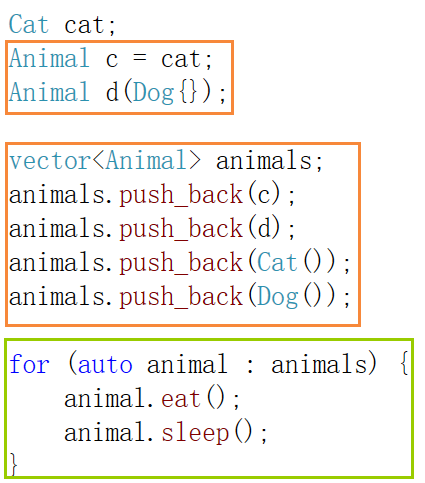 Cat cat;
Animal c = cat;
Animal d(Dog{});
vector<Animal> animals;
animals.push_back(c);
animals.push_back(d);
animals.push_back(Cat());
animals.push_back(Dog());
for (auto animal : animals) {
    animal.eat();
    animal.sleep();
}